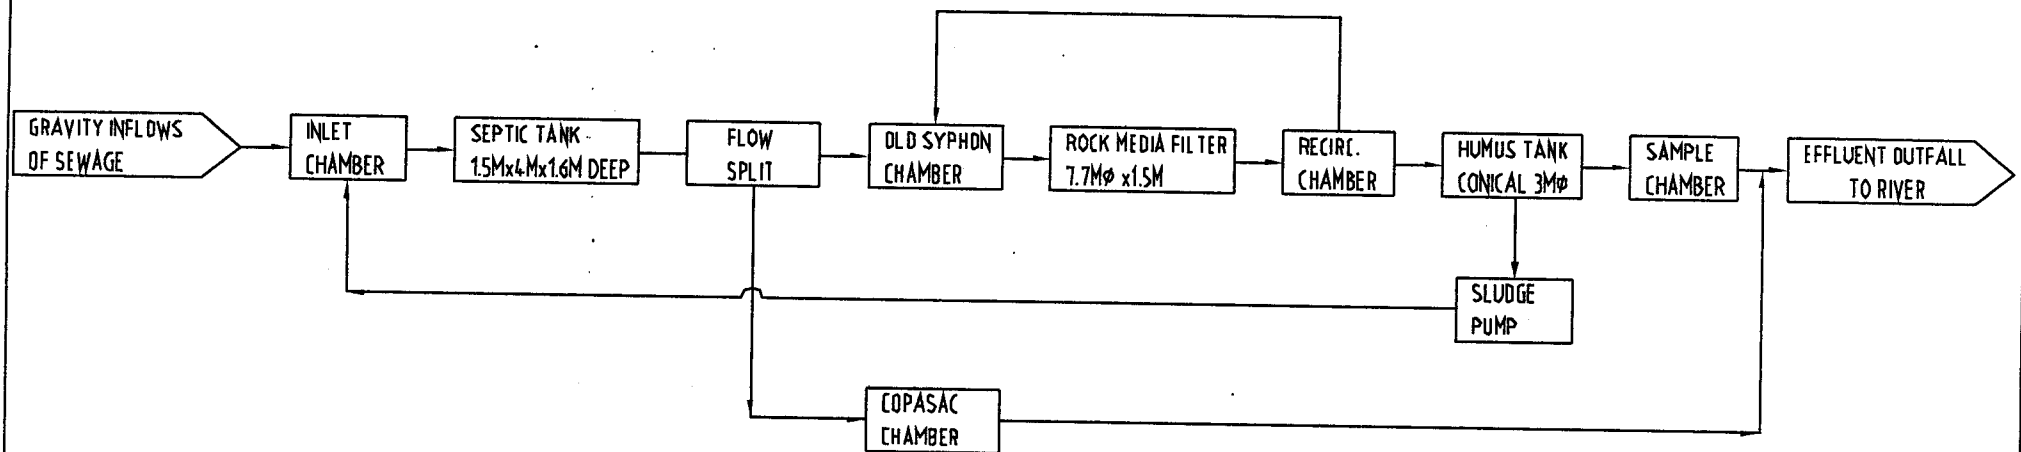 GRAVITY INFLOWS
OF SEWAGE
INLET
CHAMBER
SEPTIC TANK
1.5Mx4Mx1.6M DEEP
FLOW
SPLIT
OLD SYPHON
CHAMBER
ROCK MEDIA FILTER
7.7Mφ x1.5M
RECIRC.
CHAMBER
HUMUS TANK
CONICAL 3Mφ
SAMPLE
CHAMBER
EFFLUENT OUTFALL
TO RIVER
SLUDGE
PUMP
COPASAC
CHAMBER